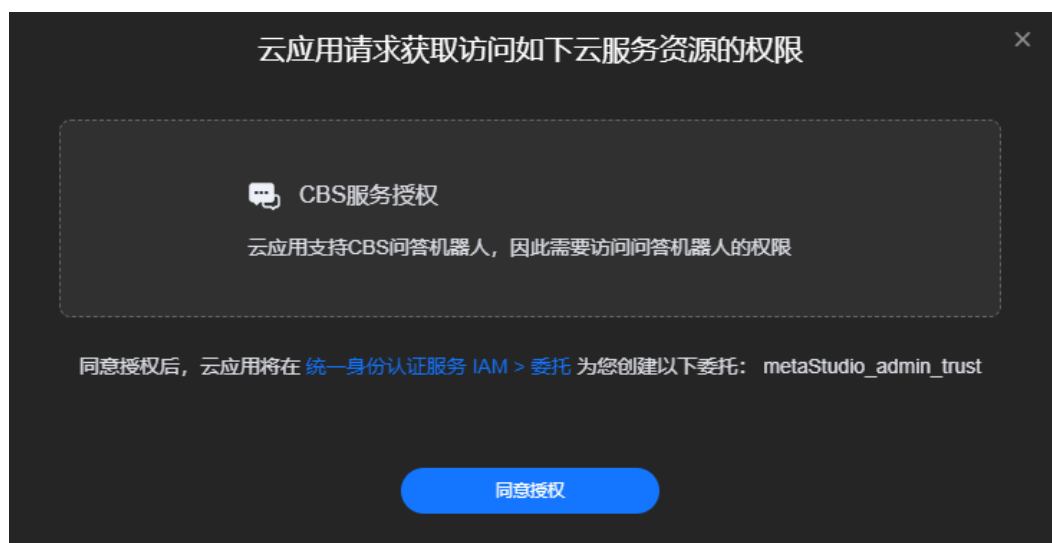 云应用请求获取访问如下云服务资源的权限
CBS服务授权
云应用支持CBS问答机器人，因此需要访问问答机器人的权限
同意授权后，云应用将在 统一身份认证服务 IAM > 委托 为您创建以下委托： metaStudio_admin_trust
同意授权